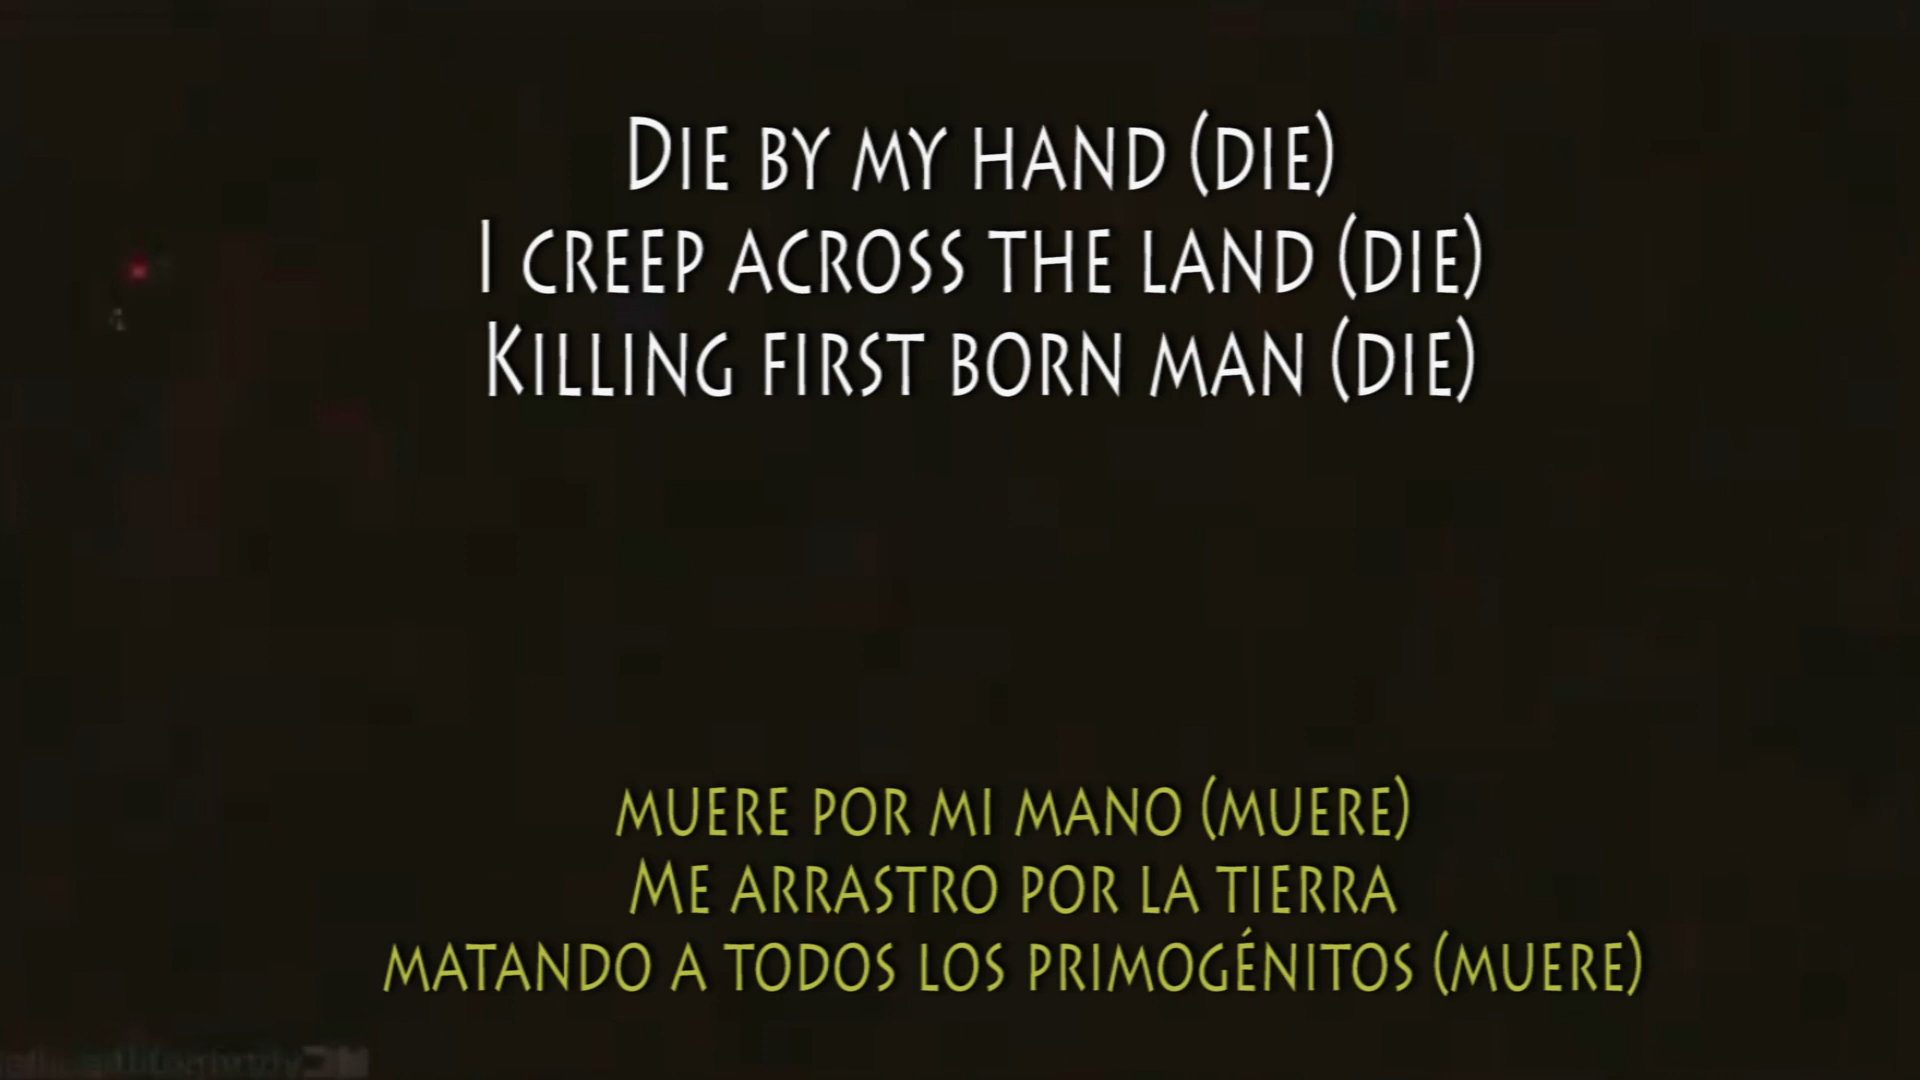 Die by my hand (die)
I creep across the land (die)
Killing first born man (die)
muere por mi mano (muere)
Me arrastro por la tierra
matando a todos los primogénitos (muere)